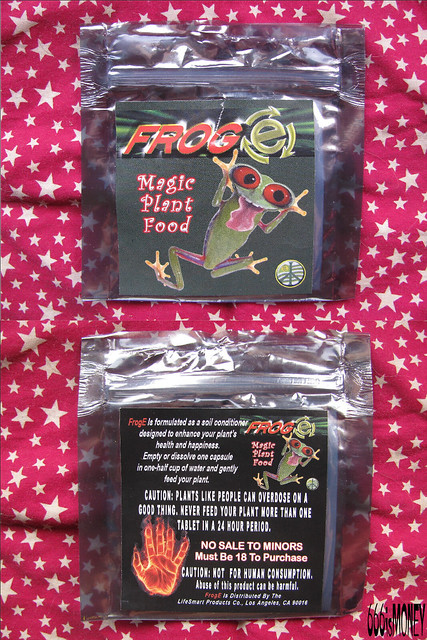 FROG e
Magic
Plant
Food
FrogE is formulated as a soil conditioner
designed to enhance your plant's
health and happiness.
Empty or dissolve one capsule
in one-half cup of water and gently
feed your plant.
FROG e
Magic
Plant
Food
CAUTION: PLANTS LIKE PEOPLE CAN OVERDOSE ON A
GOOD THING. NEVER FEED YOUR PLANT MORE THAN ONE
TABLET IN A 24 HOUR PERIOD.
NO SALE TO MINORS
Must Be 18 To Purchase
CAUTION: NOT FOR HUMAN CONSUMPTION.
Abuse of this product can be harmful.
FrogE is Distributed By The
LifeSmart Products Co., Los Angeles, CA 90016
666isMONEY